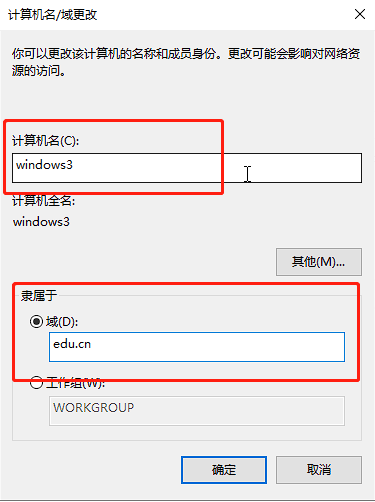 计算机名/域更改
你可以更改该计算机的名称和成员身份。更改可能会影响对网络资
源的访问。
计算机名(C):
windows3
计算机全名:
windows3
其他(M)...
隶属于
域(D):
edu.cn
工作组(W):
WORKGROUP
确定
取消